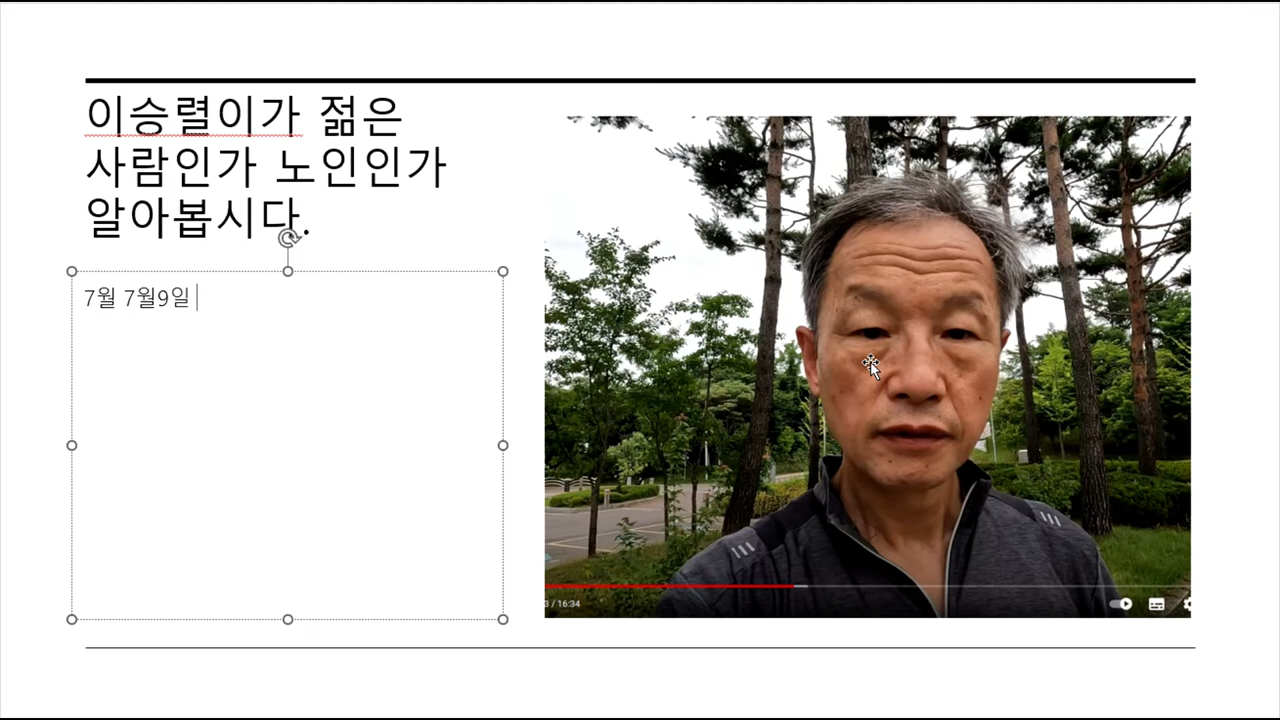 이승렬이가 젊은
사람인가 노인인가
알아봅시다.
7월 7월9일
3 / 16:34